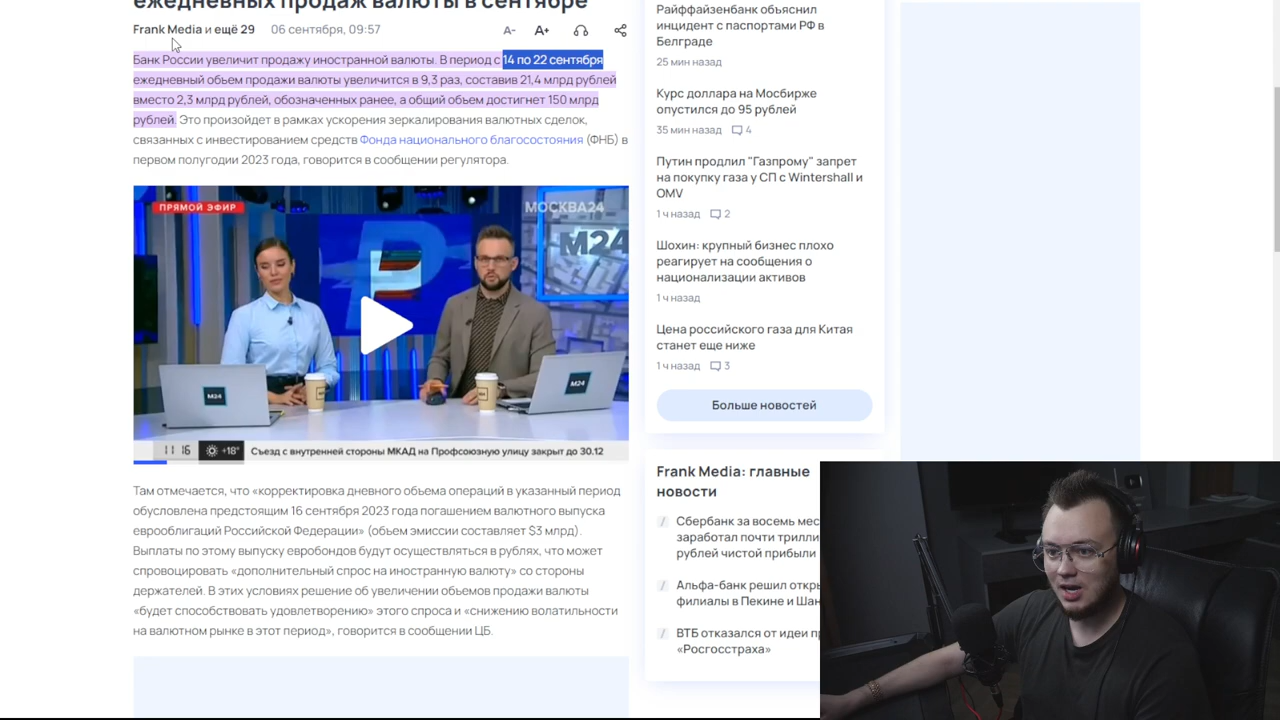 ежедневных продаж валюты в сентябре
Frank Media и ещё 29 06 сентября, 09:57
A- A+
Банк России увеличит продажу иностранной валюты. В период с 14 по 22 сентября
ежедневный объем продажи валюты увеличится в 9,3 раз, составив 21,4 млрд рублей
вместо 2,3 млрд рублей, обозначенных ранее, а общий объем достигнет 150 млрд
рублей. Это произойдет в рамках ускорения зеркалирования валютных сделок,
связанных с инвестированием средств Фонда национального благосостояния (ФНБ) в
первом полугодии 2023 года, говорится в сообщении регулятора.
ПРЯМОЙ ЭФИР
МОСКВА24
М24
М24
М24
11 16 +18° Съезд с внутренней стороны МКАД на Профсоюзную улицу закрыт до 30.12
Там отмечается, что «корректировка дневного объема операций в указанный период
обусловлена предстоящим 16 сентября 2023 года погашением валютного выпуска
еврооблигаций Российской Федерации» (объем эмиссии составляет $3 млрд).
Выплаты по этому выпуску евробондов будут осуществляться в рублях, что может
спровоцировать «дополнительный спрос на иностранную валюту» со стороны
держателей. В этих условиях решение об увеличении объемов продажи валюты
«будет способствовать удовлетворению» этого спроса и «снижению волатильности
на валютном рынке в этот период», говорится в сообщении ЦБ.
Райффайзенбанк объяснил
инцидент с паспортами РФ в
Белграде
25 мин назад
Курс доллара на Мосбирже
опустился до 95 рублей
35 мин назад 4
Путин продлил "Газпрому" запрет
на покупку газа у СП с Wintershall и
OMV
1 ч назад 2
Шохин: крупный бизнес плохо
реагирует на сообщения о
национализации активов
1 ч назад
Цена российского газа для Китая
станет еще ниже
1 ч назад 3
Больше новостей
Frank Media: главные
новости
Сбербанк за восемь мес
заработал почти трилли
рублей чистой прибыли
Альфа-банк решил откры
филиалы в Пекине и Шан
ВТБ отказался от идеи пр
«Росгосстраха»